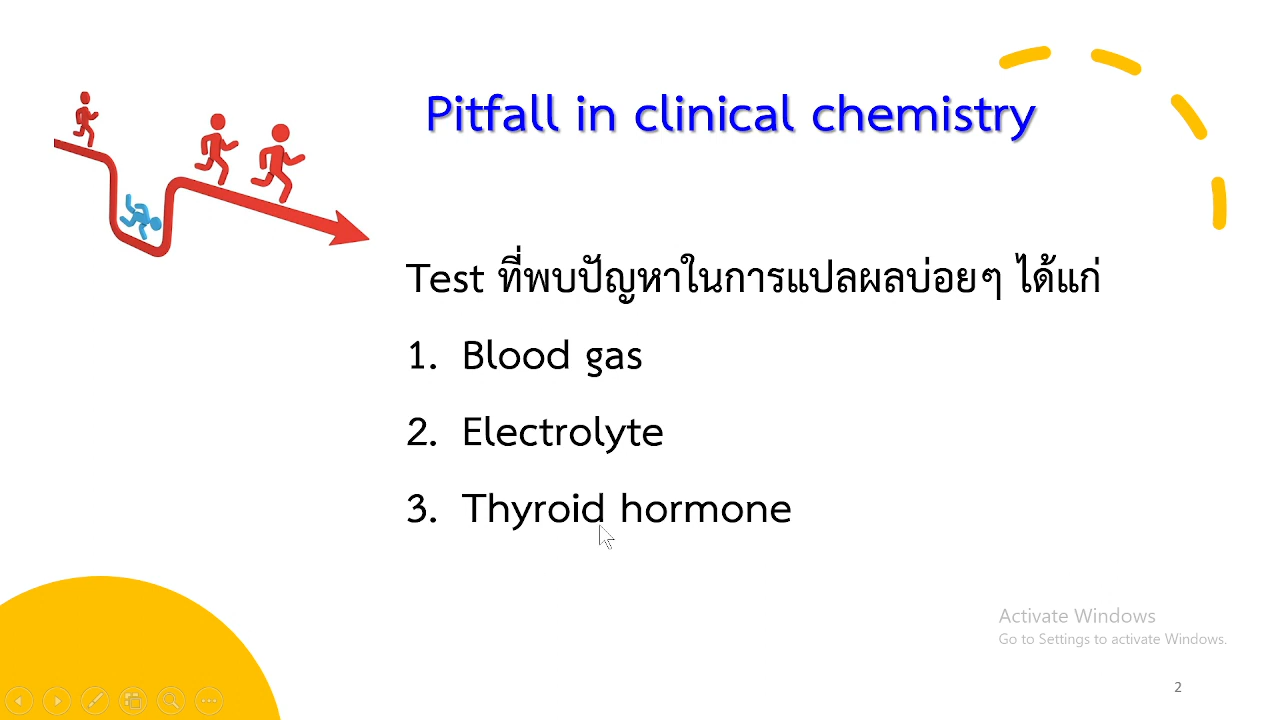 Pitfall in clinical chemistry
Test ที่พบปัญหาในการแปลผลบ่อยๆ ได้แก่
1. Blood gas
2. Electrolyte
3. Thyroid hormone
Activate Windows
Go to Settings to activate Windows.
2